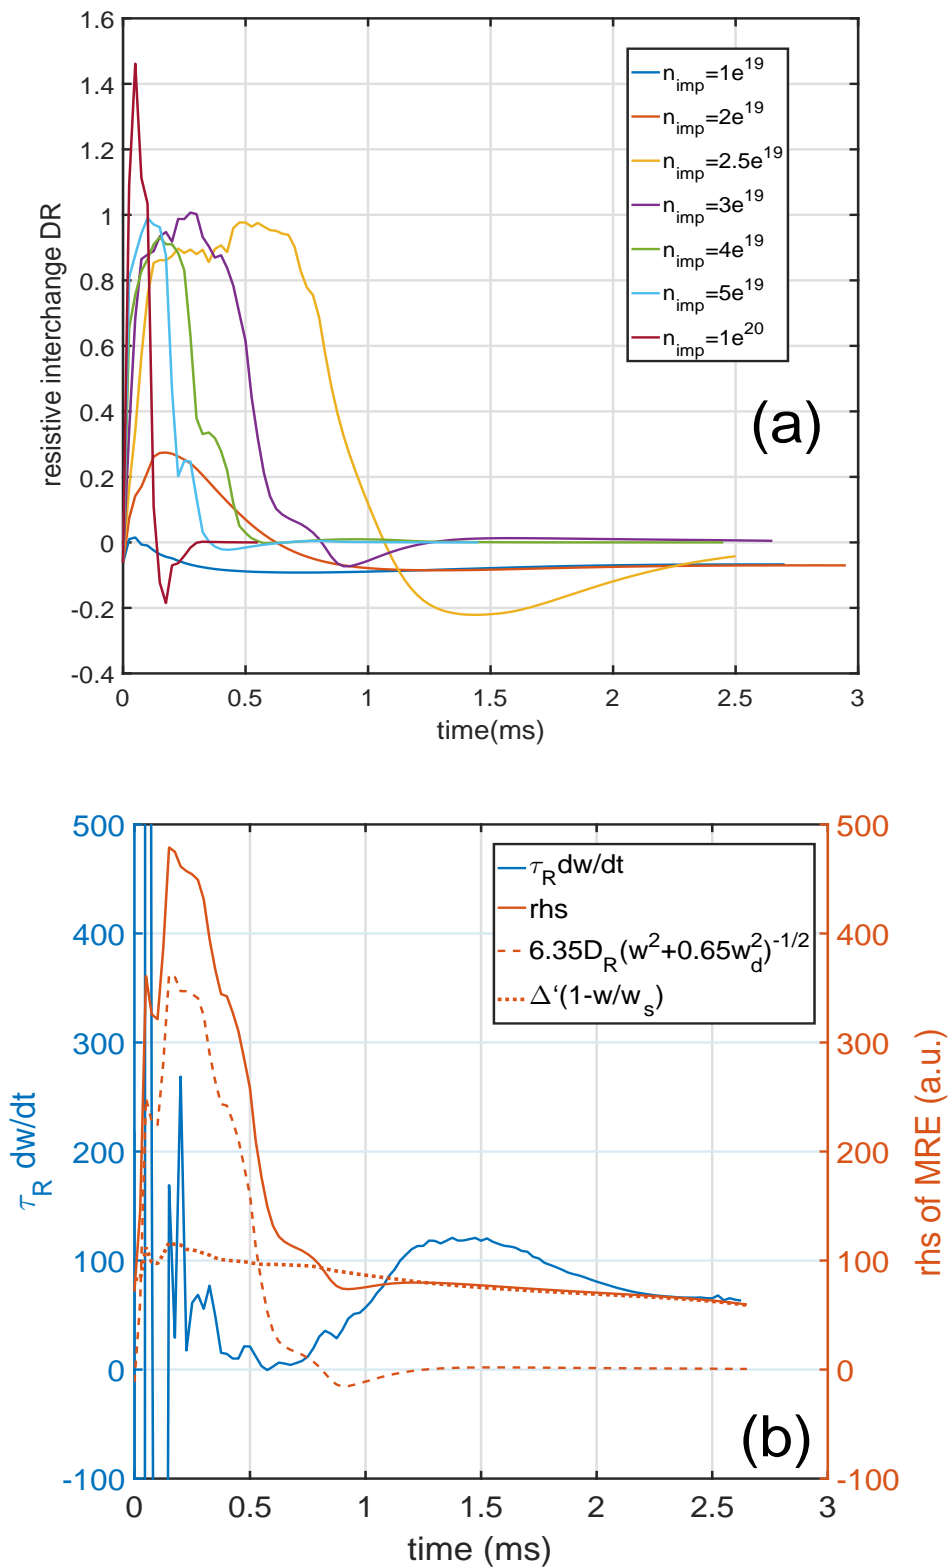 1.6
1.4
1.2
1
0.8
0.6
0.4
0.2
0
-0.2
-0.4
resistive interchange DR
n_imp=1e^19
n_imp=2e^19
n_imp=2.5e^19
n_imp=3e^19
n_imp=4e^19
n_imp=5e^19
n_imp=1e^20
(a)
0 0.5 1 1.5 2 2.5 3
time(ms)
500
400
300
200
100
0
-100
τ_R dw/dt
τ_R dw/dt
rhs
6.35D_R(w^2+0.65w_d^2)^-1/2
Δ‘(1-w/w_s)
(b)
500
400
300
200
100
0
-100
rhs of MRE (a.u.)
0 0.5 1 1.5 2 2.5 3
time (ms)